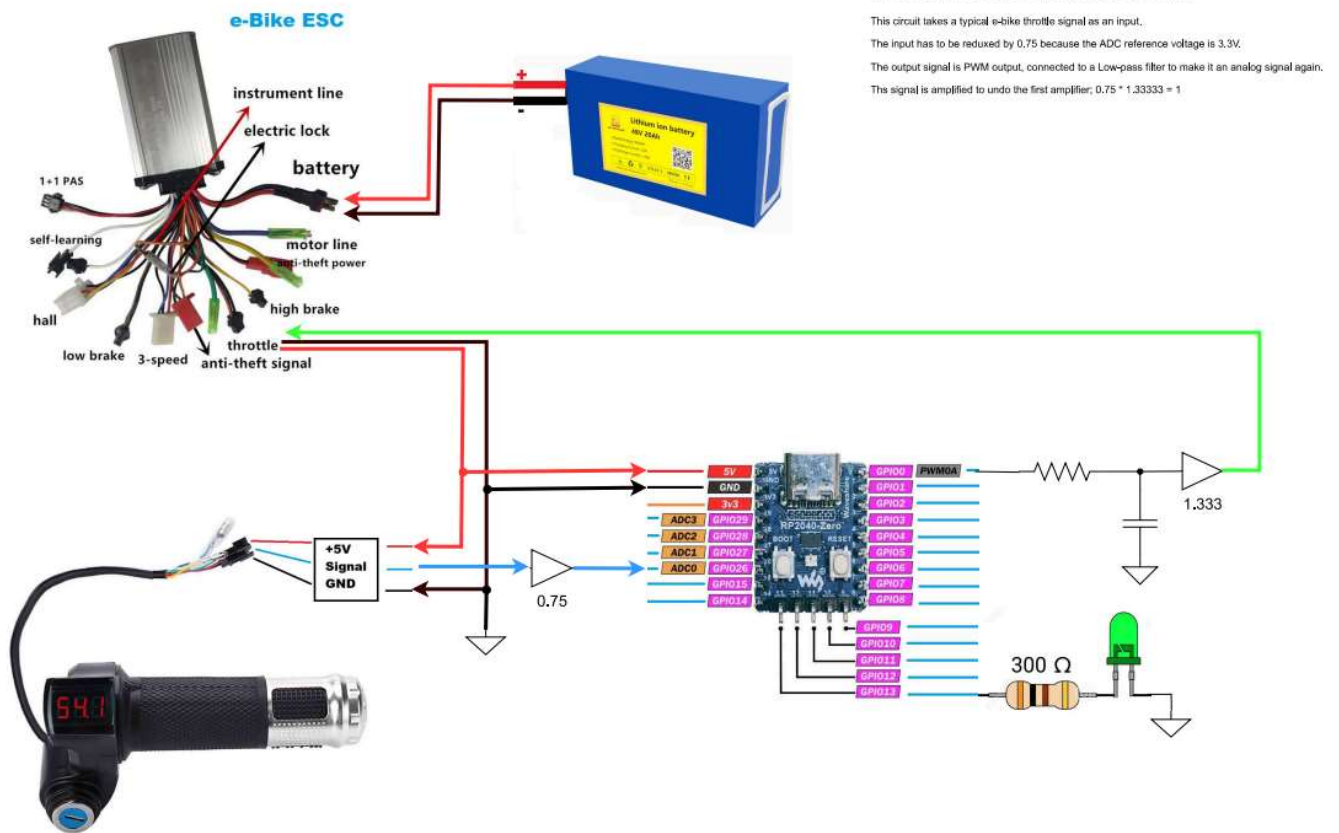 e-Bike ESC
This circuit takes a typical e-bike throttle signal as an input.
The input has to be reduxed by 0,75 because the ADC reference voltage is 3.3V.
The output signal is PWM output, connected to a Low-pass filter to make it an analog signal again.
Ths signal is amplified to undo the first amplifier; 0.75 * 1.33333 = 1
instrument line
electric lock
battery
1+1 PAS
self-learning
motor line
anti-theft power
high brake
hall
low brake
3-speed
throttle
anti-theft signal
+
-
Lithium ion battery
48V 20Ah
5V
GND
3v3
ADC3 GPIO29
ADC2 GPIO28
ADC1 GPIO27
ADC0 GPIO26
GPIO15
GPIO14
RP2040-Zero
BOOT
RESET
Waveshare
GPIO0 PWM0A
GPIO1
GPIO2
GPIO3
GPIO4
GPIO5
GPIO6
GPIO7
GPIO8
GPIO9
GPIO10
GPIO11
GPIO12
GPIO13
1.333
+5V
Signal
GND
0.75
300 Ω
54.1